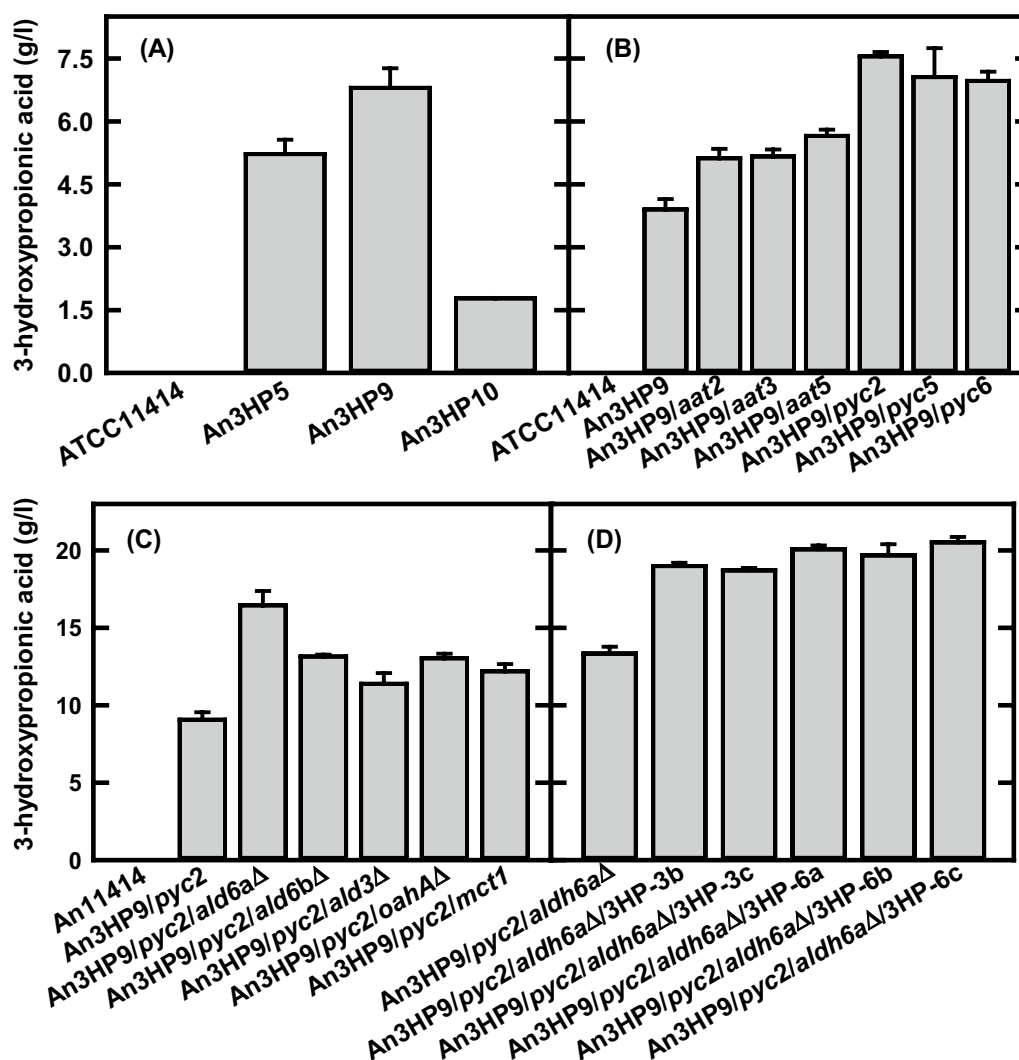 3-hydroxypropionic acid (g/l)
(A)
7.5
6.0
4.5
3.0
1.5
0.0
ATCC11414
An3HP5
An3HP9
An3HP10
(B)
ATCC11414
An3HP9
An3HP9/aat2
An3HP9/aat3
An3HP9/aat5
An3HP9/pyc2
An3HP9/pyc5
An3HP9/pyc6
3-hydroxypropionic acid (g/l)
(C)
20
15
10
5
0
An1414
An3HP9/pyc2
An3HP9/pyc2/ald6aΔ
An3HP9/pyc2/ald6bΔ
An3HP9/pyc2/ald3Δ
An3HP9/pyc2/oahAΔ
An3HP9/pyc2/mct1
(D)
An3HP9/pyc2/aldh6aΔ
An3HP9/pyc2/aldh6aΔ/3HP-3b
An3HP9/pyc2/aldh6aΔ/3HP-3c
An3HP9/pyc2/aldh6aΔ/3HP-6a
An3HP9/pyc2/aldh6aΔ/3HP-6b
An3HP9/pyc2/aldh6aΔ/3HP-6c